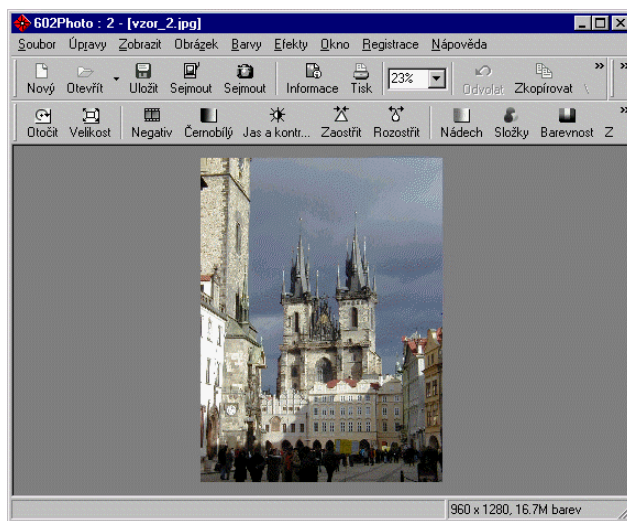 602Photo : 2 - [vzor_2.jpg]
Soubor Úpravy Zobrazit Obrázek Barvy Efekty Okno Registrace Nápověda
Nový Otevřít Uložit Sejmout Sejmout Informace Tisk 23% Odvolat Zkopírovat
Otočit Velikost Negativ Černobílý Jas a kontr... Zaostřit Rozostřit Nádech Složky Barevnost Z
960 x 1280, 16.7M barev